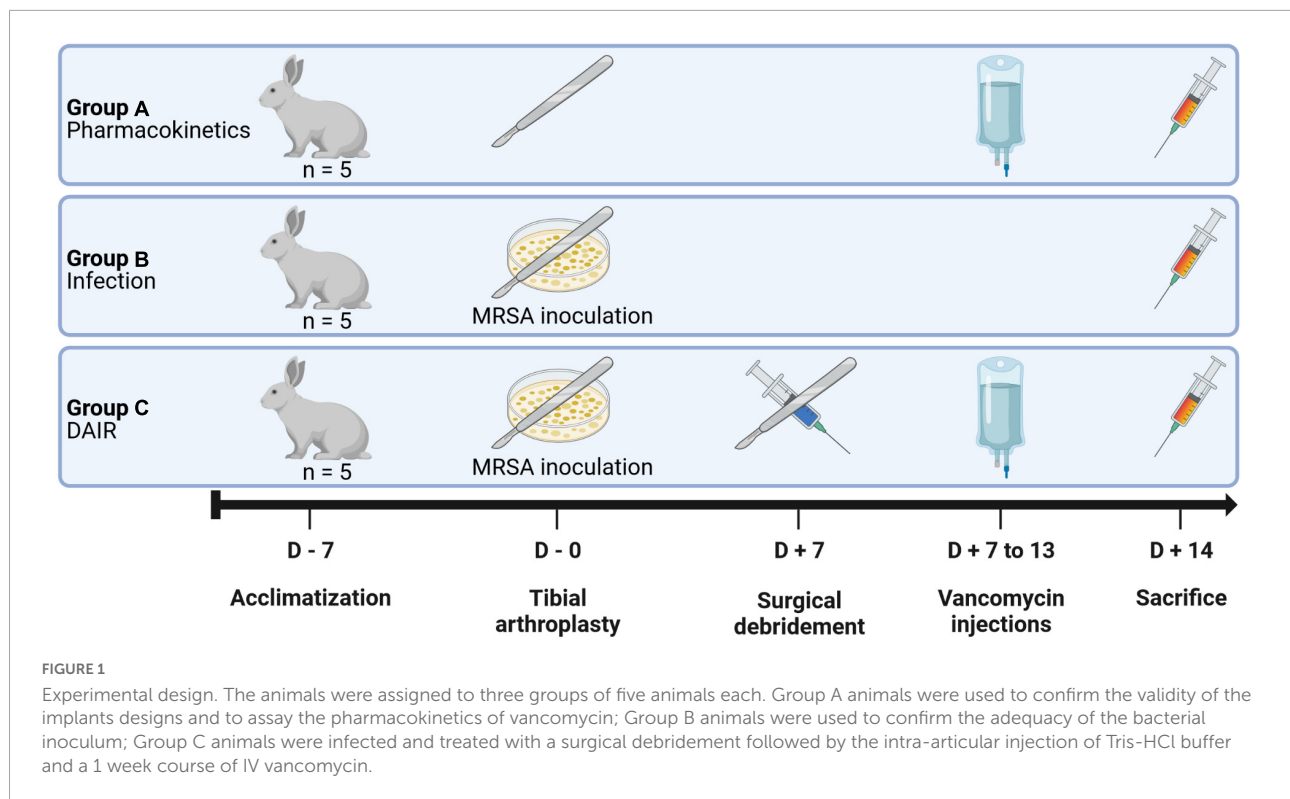 Group A
Pharmacokinetics
n = 5
Group B
Infection
n = 5
MRSA inoculation
Group C
DAIR
n = 5
MRSA inoculation
D - 7
D - 0
D + 7
D + 7 to 13
D + 14
Acclimatization
Tibial
arthroplasty
Surgical
debridement
Vancomycin
injections
Sacrifice
FIGURE 1
Experimental design. The animals were assigned to three groups of five animals each. Group A animals were used to confirm the validity of the
implants designs and to assay the pharmacokinetics of vancomycin; Group B animals were used to confirm the adequacy of the bacterial
inoculum; Group C animals were infected and treated with a surgical debridement followed by the intra-articular injection of Tris-HCl buffer
and a 1 week course of IV vancomycin.